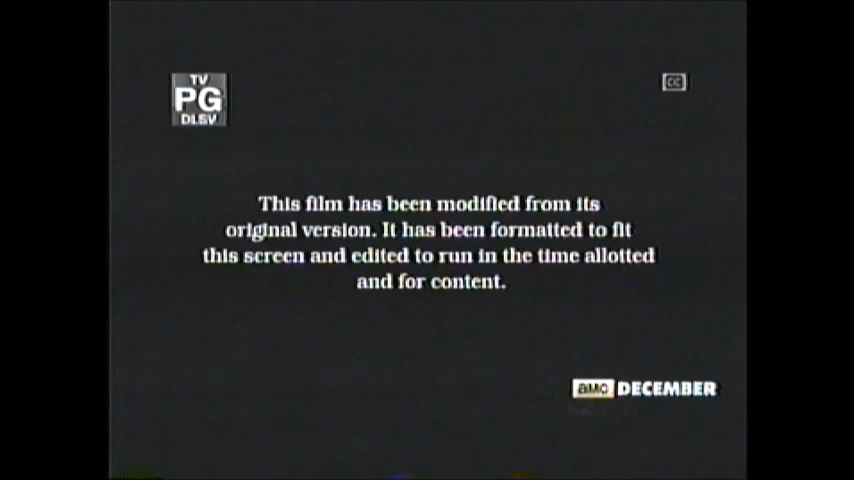 TV
PG
DLSV
CC
This film has been modified from its
original version. It has been formatted to fit
this screen and edited to run in the time allotted
and for content.
amc DECEMBER